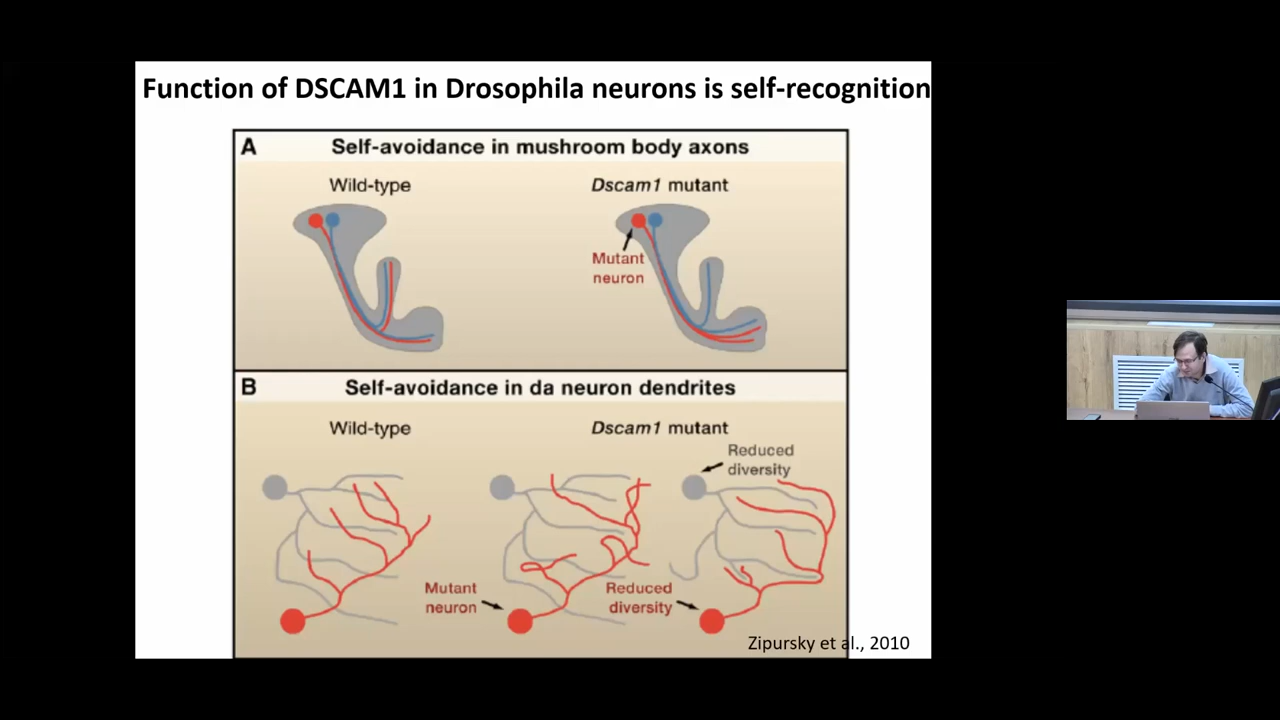 Function of DSCAM1 in Drosophila neurons is self-recognition
A Self-avoidance in mushroom body axons
Wild-type Dscam1 mutant
Mutant
neuron
B Self-avoidance in da neuron dendrites
Wild-type Dscam1 mutant
Reduced
diversity
Mutant
neuron
Reduced
diversity
Zipursky et al., 2010